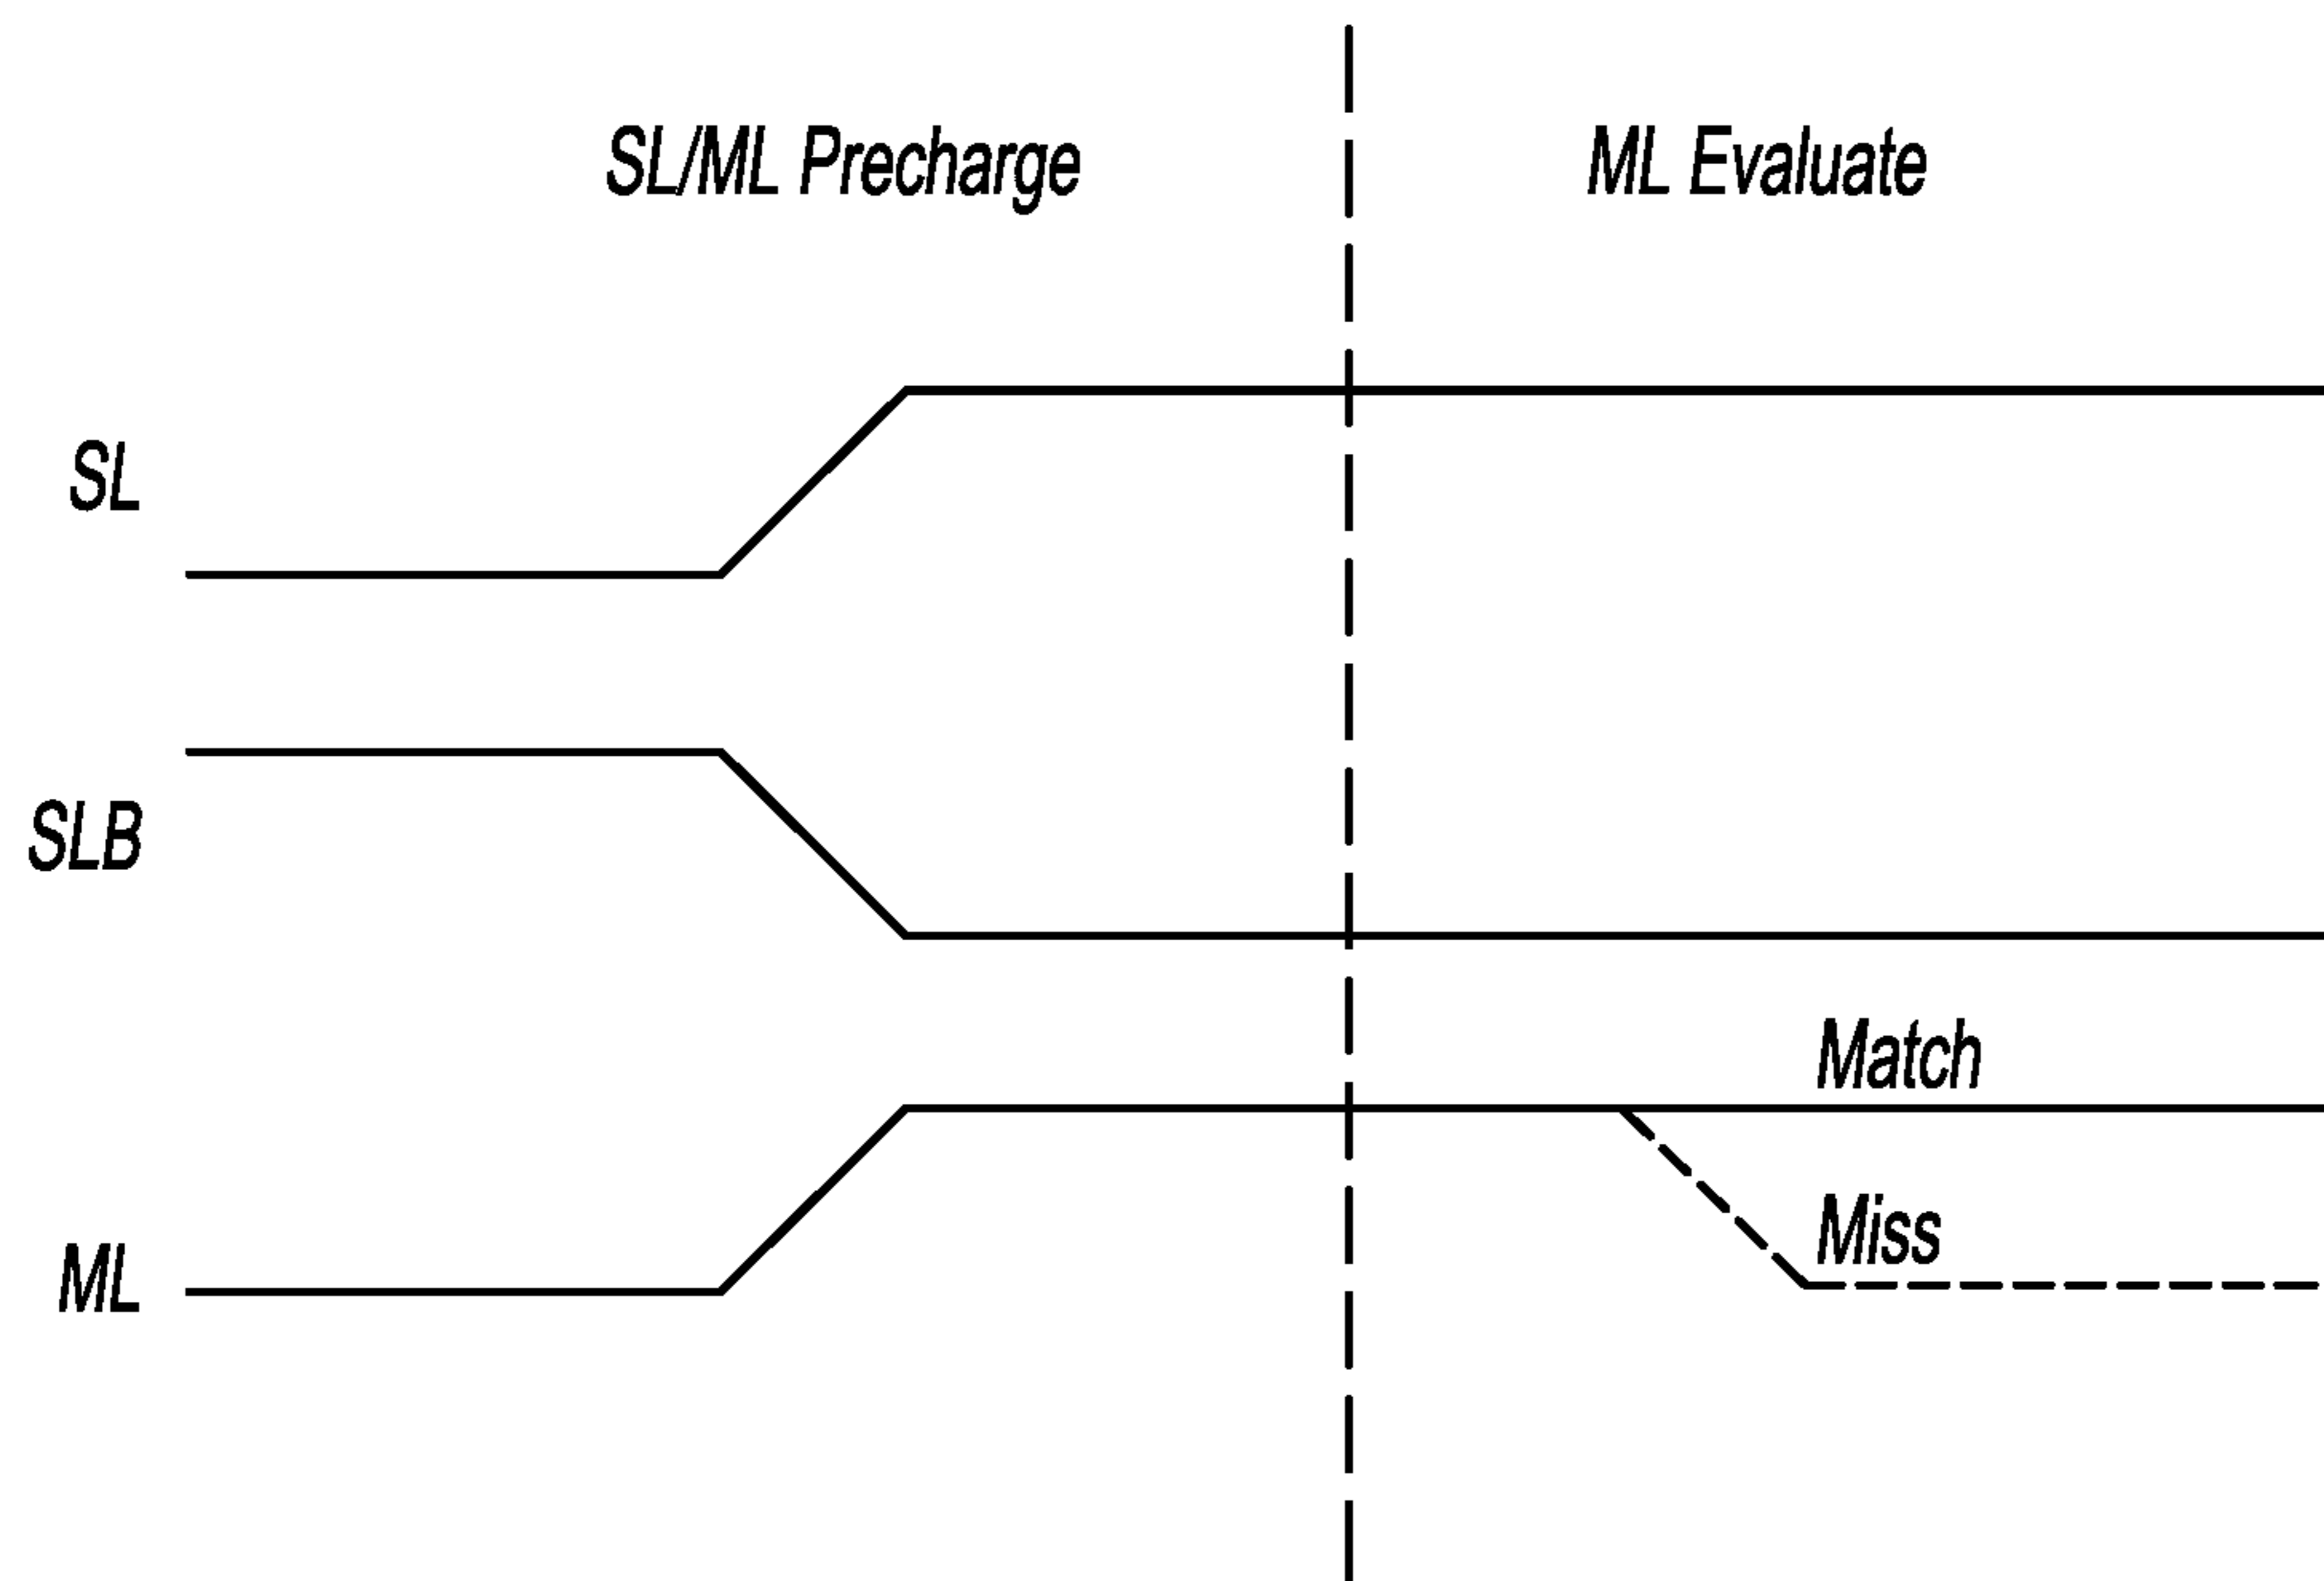 SL/ML Precharge
ML Evaluate
SL
SLB
Match
Miss
ML